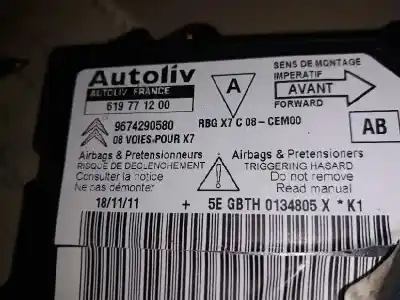 Autoliv
AUTOLIV FRANCE
619 77 12 00
A
SENS DE MONTAGE
IMPERATIF
AVANT
FORWARD
RBG X7 C 08-CEM00
9674290580
08 VOIES POUR X7
AB
Airbags & Pretensionneurs
RISQUE DE DECLENCHEMENT
Consulter la notice
Ne pas démonter
Airbags & Pretensioners
TRIGGERING HASARD
Do not remove
Read manual
18/11/11 + 5E GBTH 0134805 X * K1